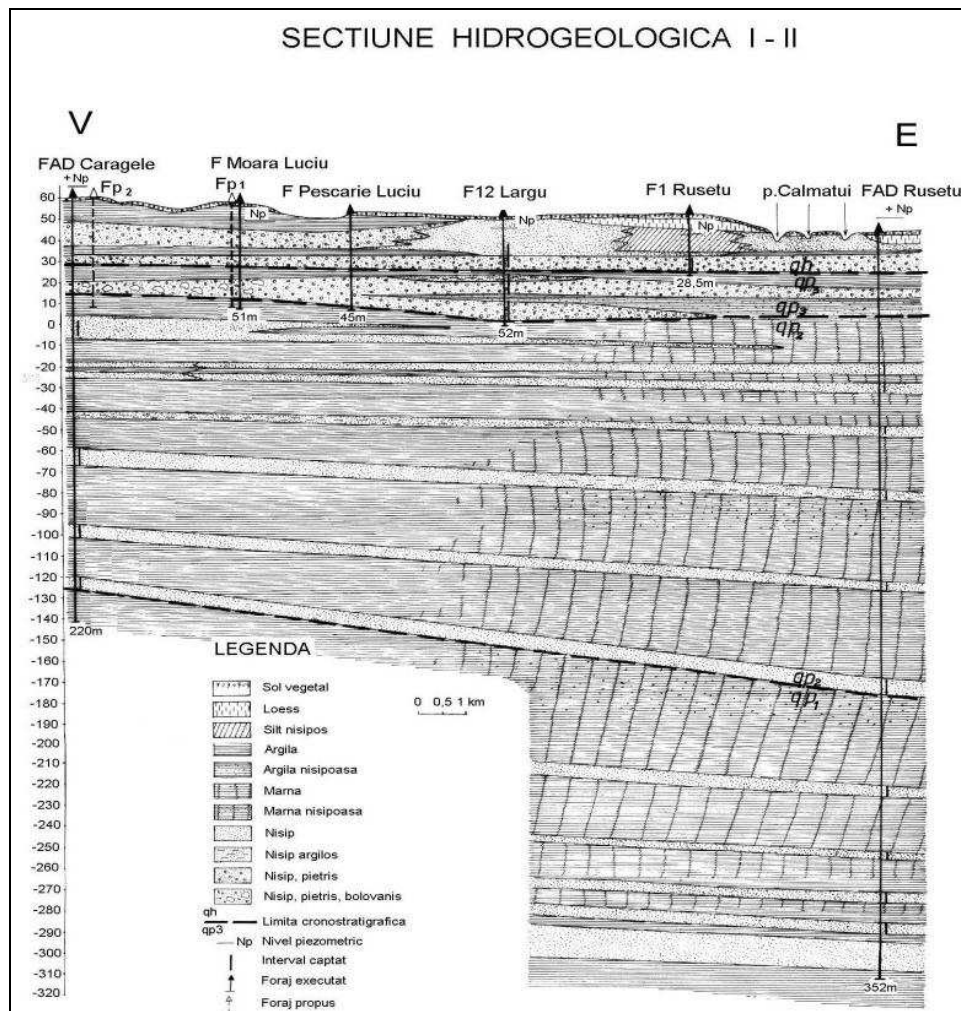 SECTIUNE HIDROGEOLOGICA I - II
V
E
FAD Caragele
+ Np
Fp 2
F Moara Luciu
Fp 1
Np
F Pescarie Luciu
F12 Largu
Np
F1 Rusetu
Np
p.Calmatui
FAD Rusetu
+ Np
60
50
40
30
20
10
0
-10
-20
-30
-40
-50
-60
-70
-80
-90
-100
-110
-120
-130
-140
-150
-160
-170
-180
-190
-200
-210
-220
-230
-240
-250
-260
-270
-280
-290
-300
-310
-320
qh
qp3
28,5m
51m
45m
52m
qp3
qp2
220m
qp2
qp1
352m
LEGENDA
Sol vegetal
Loess
Silt nisipos
Argila
Argila nisipoasa
Marna
Marna nisipoasa
Nisip
Nisip argilos
Nisip, pietris
Nisip, pietris, bolovanis
qh
qp3
Limita cronostratigrafica
Np Nivel piezometric
Interval captat
Foraj executat
Foraj propus
0 0,5 1 km